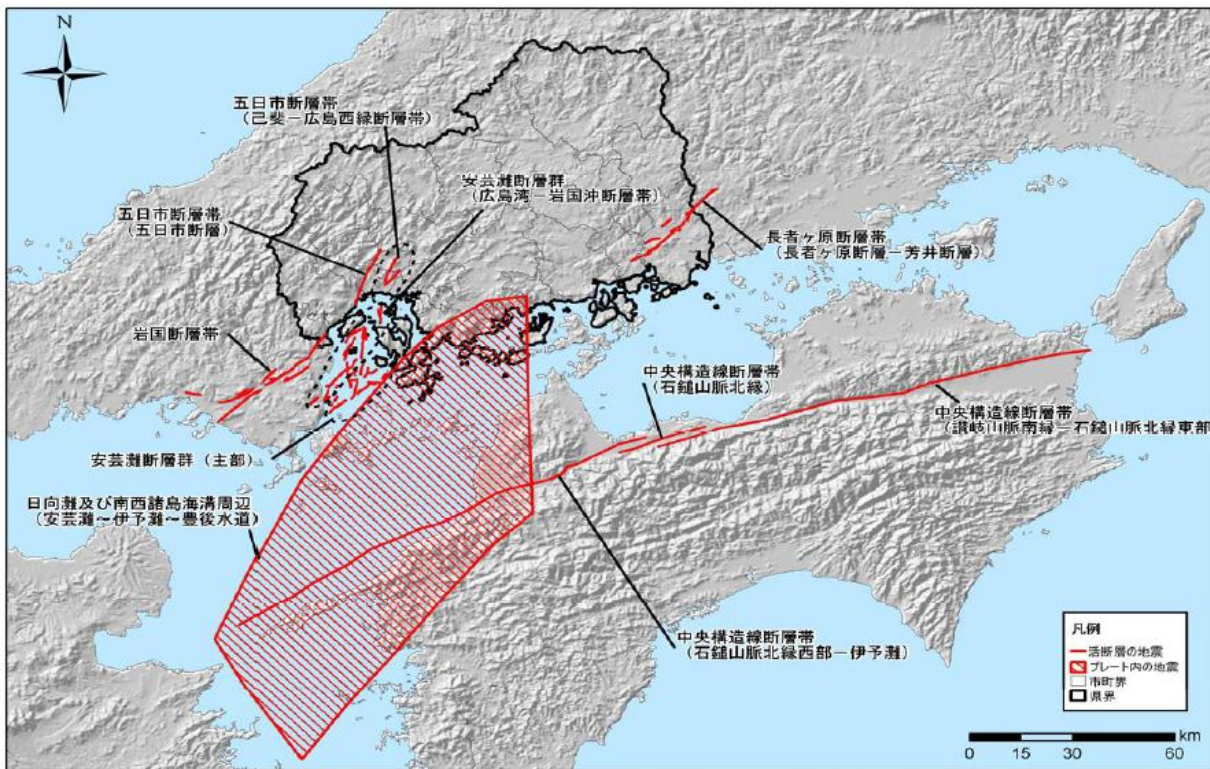 N
五日市断層帯
(己斐－広島西縁断層帯)
安芸灘断層群
(広島湾－岩国沖断層帯)
五日市断層帯
(五日市断層)
長者ヶ原断層帯
(長者ヶ原断層－芳井断層)
岩国断層帯
中央構造線断層帯
(石鎚山脈北縁)
中央構造線断層帯
(讃岐山脈南縁－石鎚山脈北縁東部
安芸灘断層群（主部）
日向灘及び南西諸島海溝周辺
(安芸灘～伊予灘～豊後水道)
中央構造線断層帯
(石鎚山脈北縁西部－伊予灘)
凡例
活断層の地震
プレート内の地震
市町界
県界
km
0 15 30 60